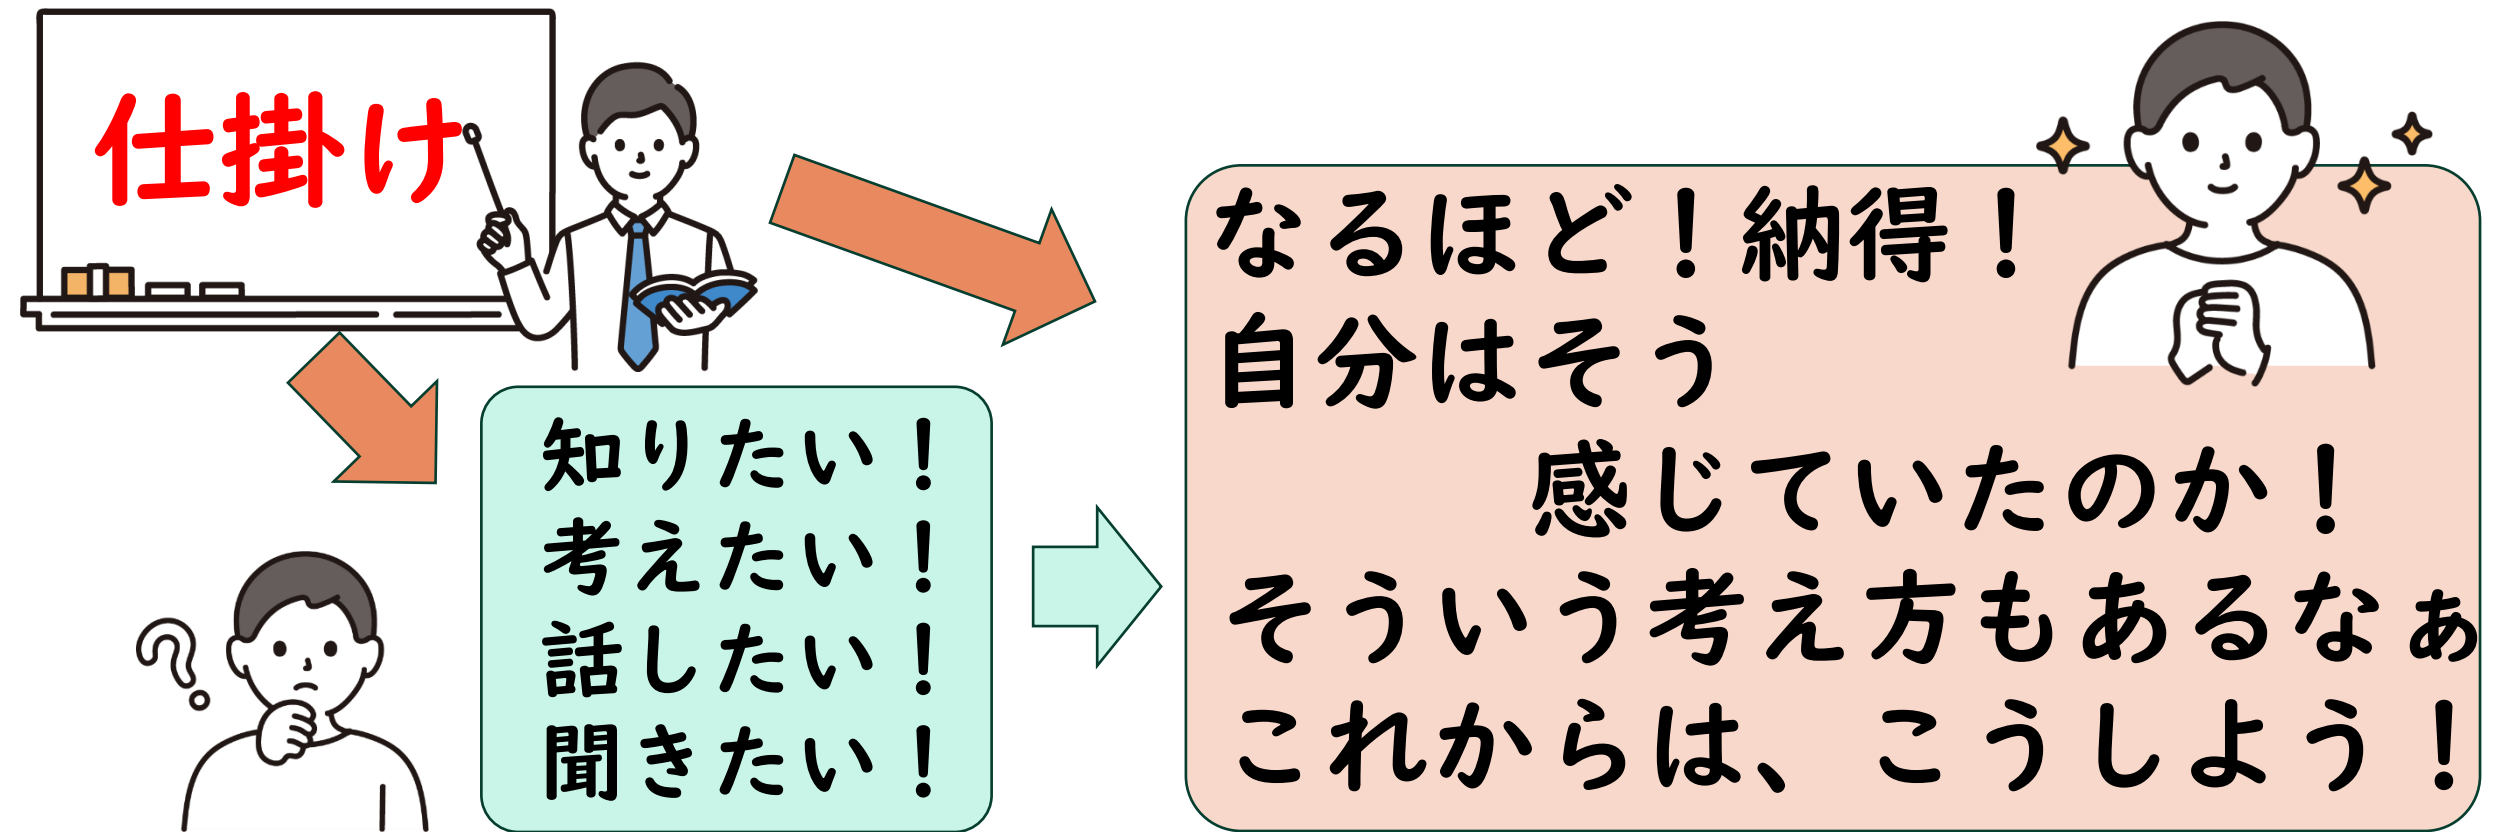 仕掛け
知りたい!
考えたい!
話したい!
聞きたい!
なるほど!納得!
自分はそう
感じていたのか!
そういう考え方もあるなぁ
これからは、こうしよう!